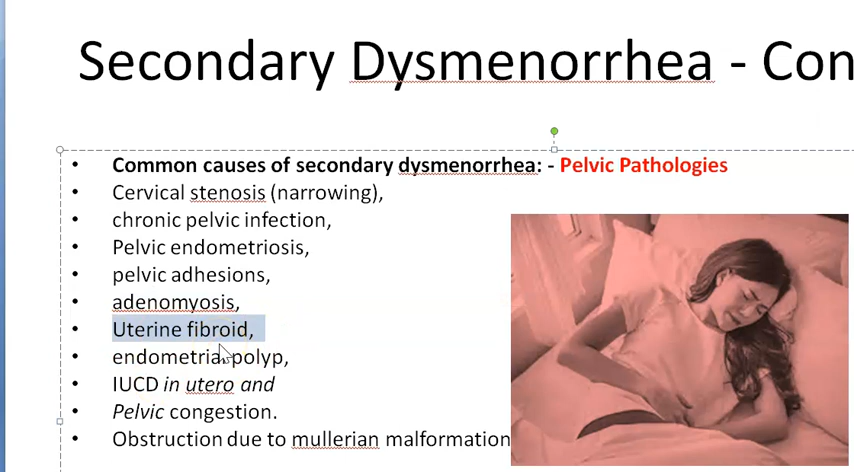 Secondary Dysmenorrhea - Con
• Common causes of secondary dysmenorrhea: - Pelvic Pathologies
• Cervical stenosis (narrowing),
• chronic pelvic infection,
• Pelvic endometriosis,
• pelvic adhesions,
• adenomyosis,
• Uterine fibroid,
• endometrial polyp,
• IUCD in utero and
• Pelvic congestion.
• Obstruction due to mullerian malformation